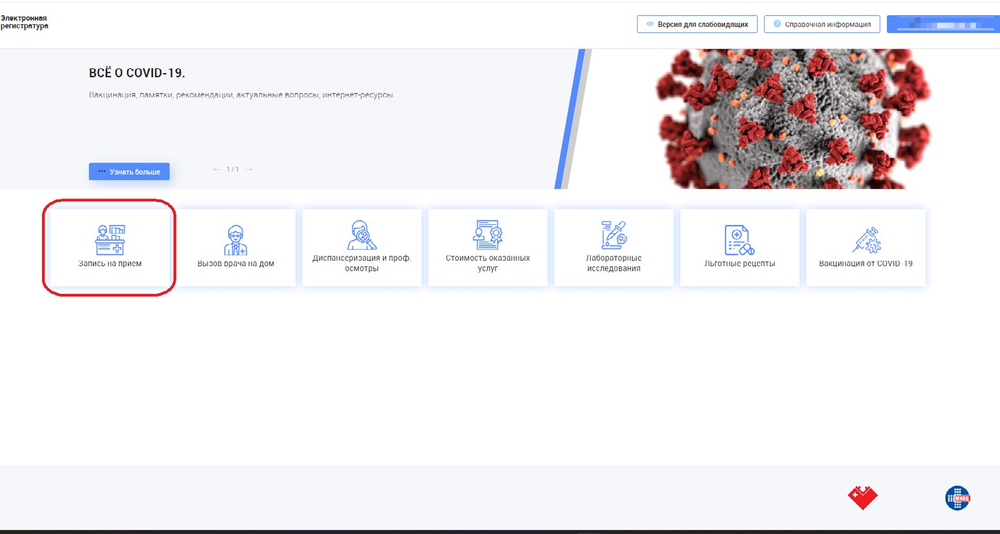 Электронная
регистратура
Версия для слабовидящих
Справочная информация
ВСЁ О COVID-19.
Вакцинация, памятки, рекомендации, актуальные вопросы, интернет-ресурсы.
Узнать больше
← 1 / 1 →
Запись на прием
Вызов врача на дом
Диспансеризация и проф.
осмотры
Стоимость оказанных
услуг
Лабораторные
исследования
Льготные рецепты
Вакцинация от COVID-19
МИАЦ